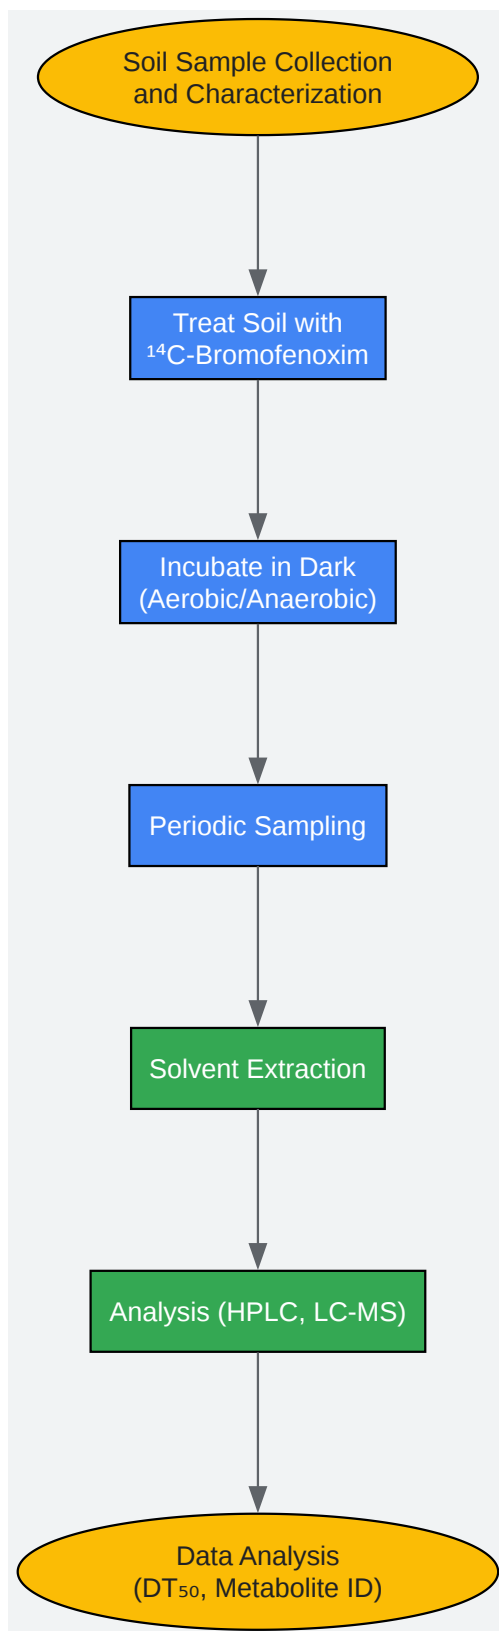 Soil Sample Collection
and Characterization
Treat Soil with
¹⁴C-Bromofenoxim
Incubate in Dark
(Aerobic/Anaerobic)
Periodic Sampling
Solvent Extraction
Analysis (HPLC, LC-MS)
Data Analysis
(DT₅₀, Metabolite ID)